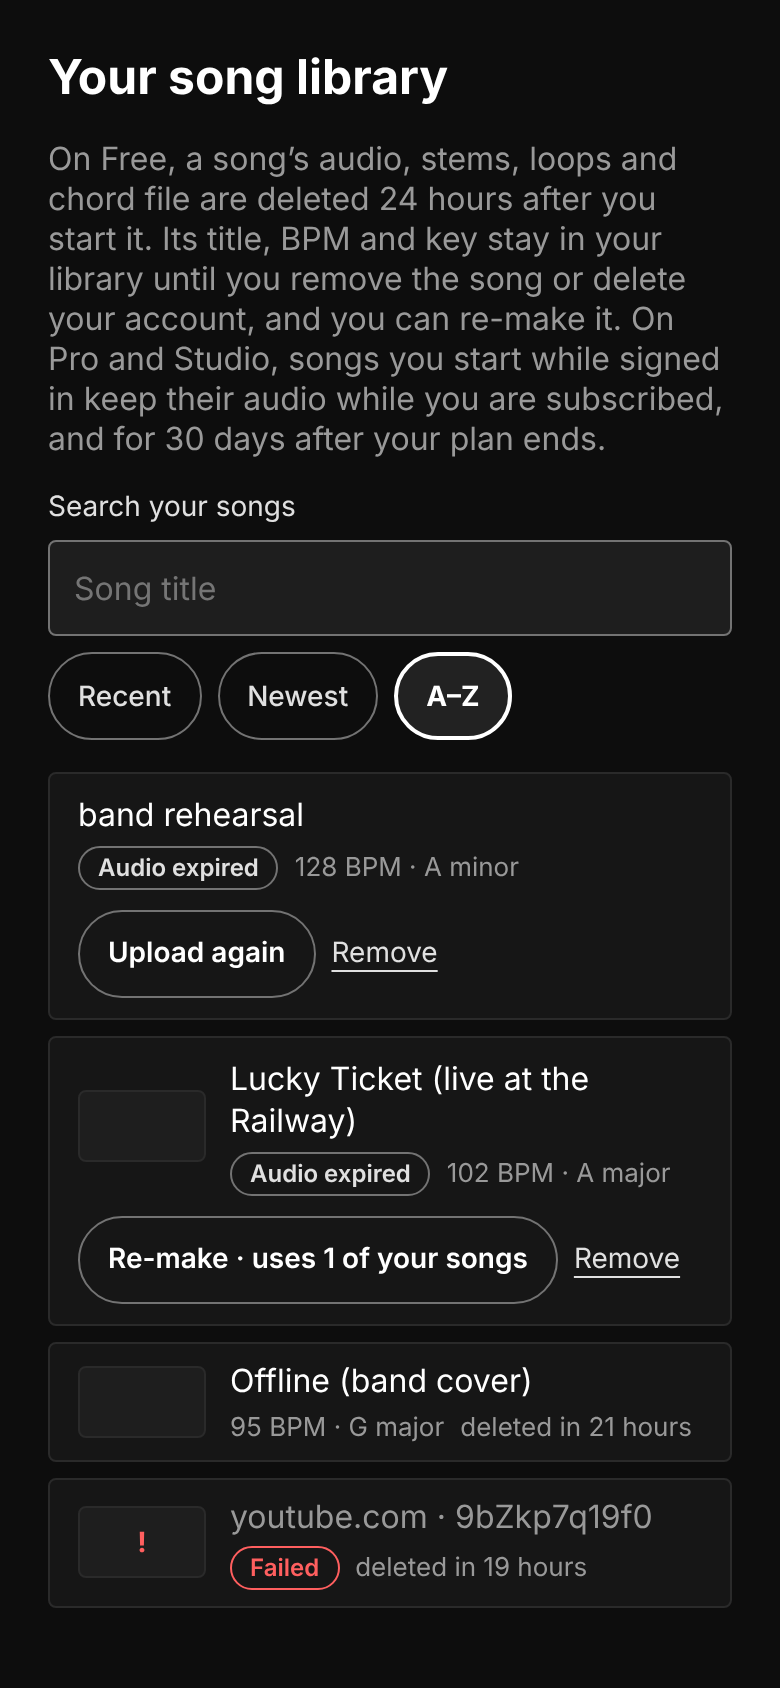 Your song library
On Free, a song’s audio, stems, loops and
chord file are deleted 24 hours after you
start it. Its title, BPM and key stay in your
library until you remove the song or delete
your account, and you can re-make it. On
Pro and Studio, songs you start while signed
in keep their audio while you are subscribed,
and for 30 days after your plan ends.
Search your songs
Song title
Recent Newest A–Z
band rehearsal
Audio expired 128 BPM · A minor
Upload again Remove
Lucky Ticket (live at the
Railway)
Audio expired 102 BPM · A major
Re-make · uses 1 of your songs Remove
Offline (band cover)
95 BPM · G major deleted in 21 hours
! youtube.com · 9bZkp7q19f0
Failed deleted in 19 hours